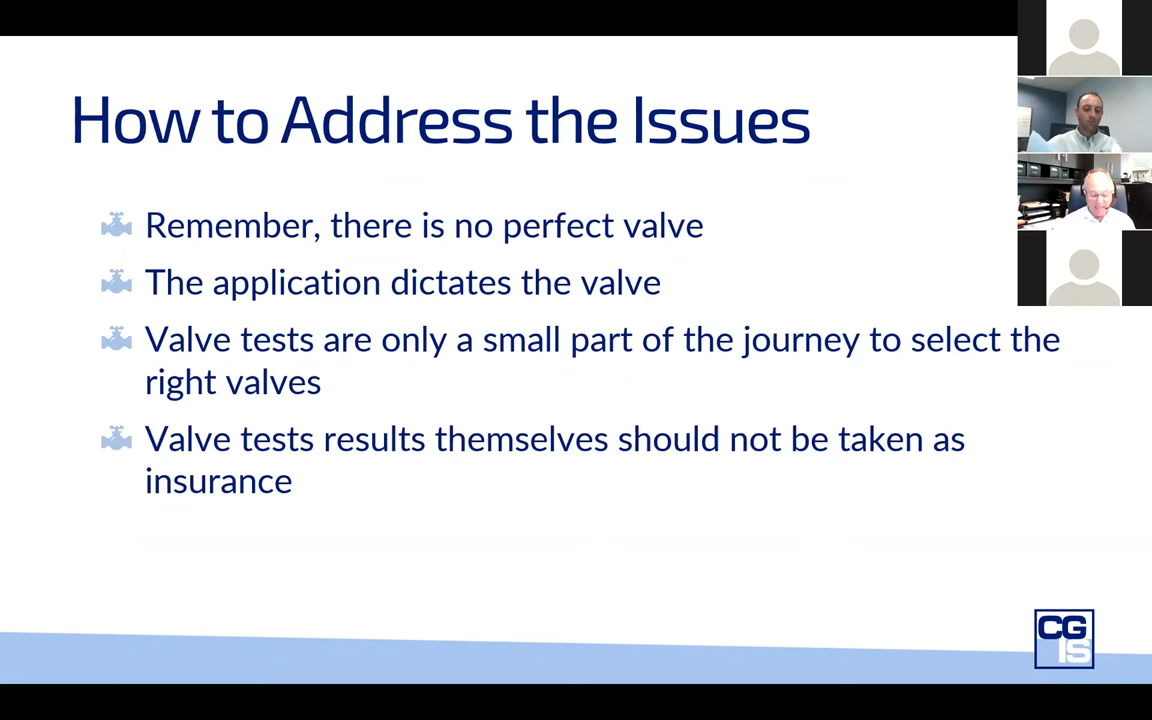 How to Address the Issues
Remember, there is no perfect valve
The application dictates the valve
Valve tests are only a small part of the journey to select the
right valves
Valve tests results themselves should not be taken as
insurance
CG
IS